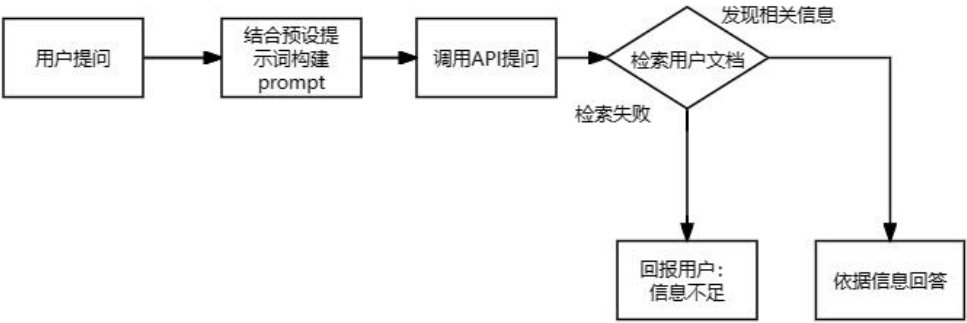 用户提问
结合预设提
示词构建
prompt
调用API提问
检索用户文档
发现相关信息
检索失败
回报用户：
信息不足
依据信息回答